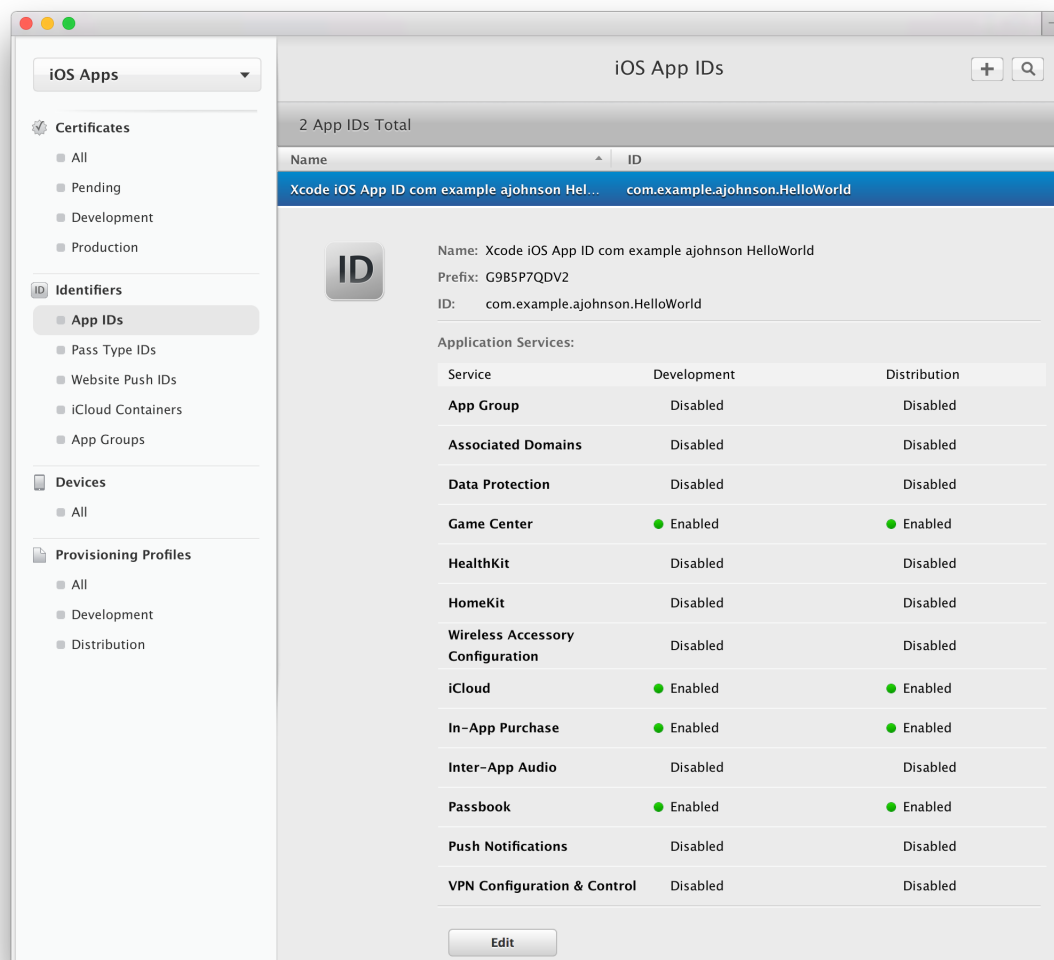 iOS Apps
Certificates
All
Pending
Development
Production
ID Identifiers
App IDs
Pass Type IDs
Website Push IDs
iCloud Containers
App Groups
Devices
All
Provisioning Profiles
All
Development
Distribution
iOS App IDs
2 App IDs Total
Name ID
Xcode iOS App ID com example ajohnson Hel... com.example.ajohnson.HelloWorld
ID
Name: Xcode iOS App ID com example ajohnson HelloWorld
Prefix: G9B5P7QDV2
ID: com.example.ajohnson.HelloWorld
Application Services:
Service Development Distribution
App Group Disabled Disabled
Associated Domains Disabled Disabled
Data Protection Disabled Disabled
Game Center Enabled Enabled
HealthKit Disabled Disabled
HomeKit Disabled Disabled
Wireless Accessory
Configuration Disabled Disabled
iCloud Enabled Enabled
In-App Purchase Enabled Enabled
Inter-App Audio Disabled Disabled
Passbook Enabled Enabled
Push Notifications Disabled Disabled
VPN Configuration & Control Disabled Disabled
Edit